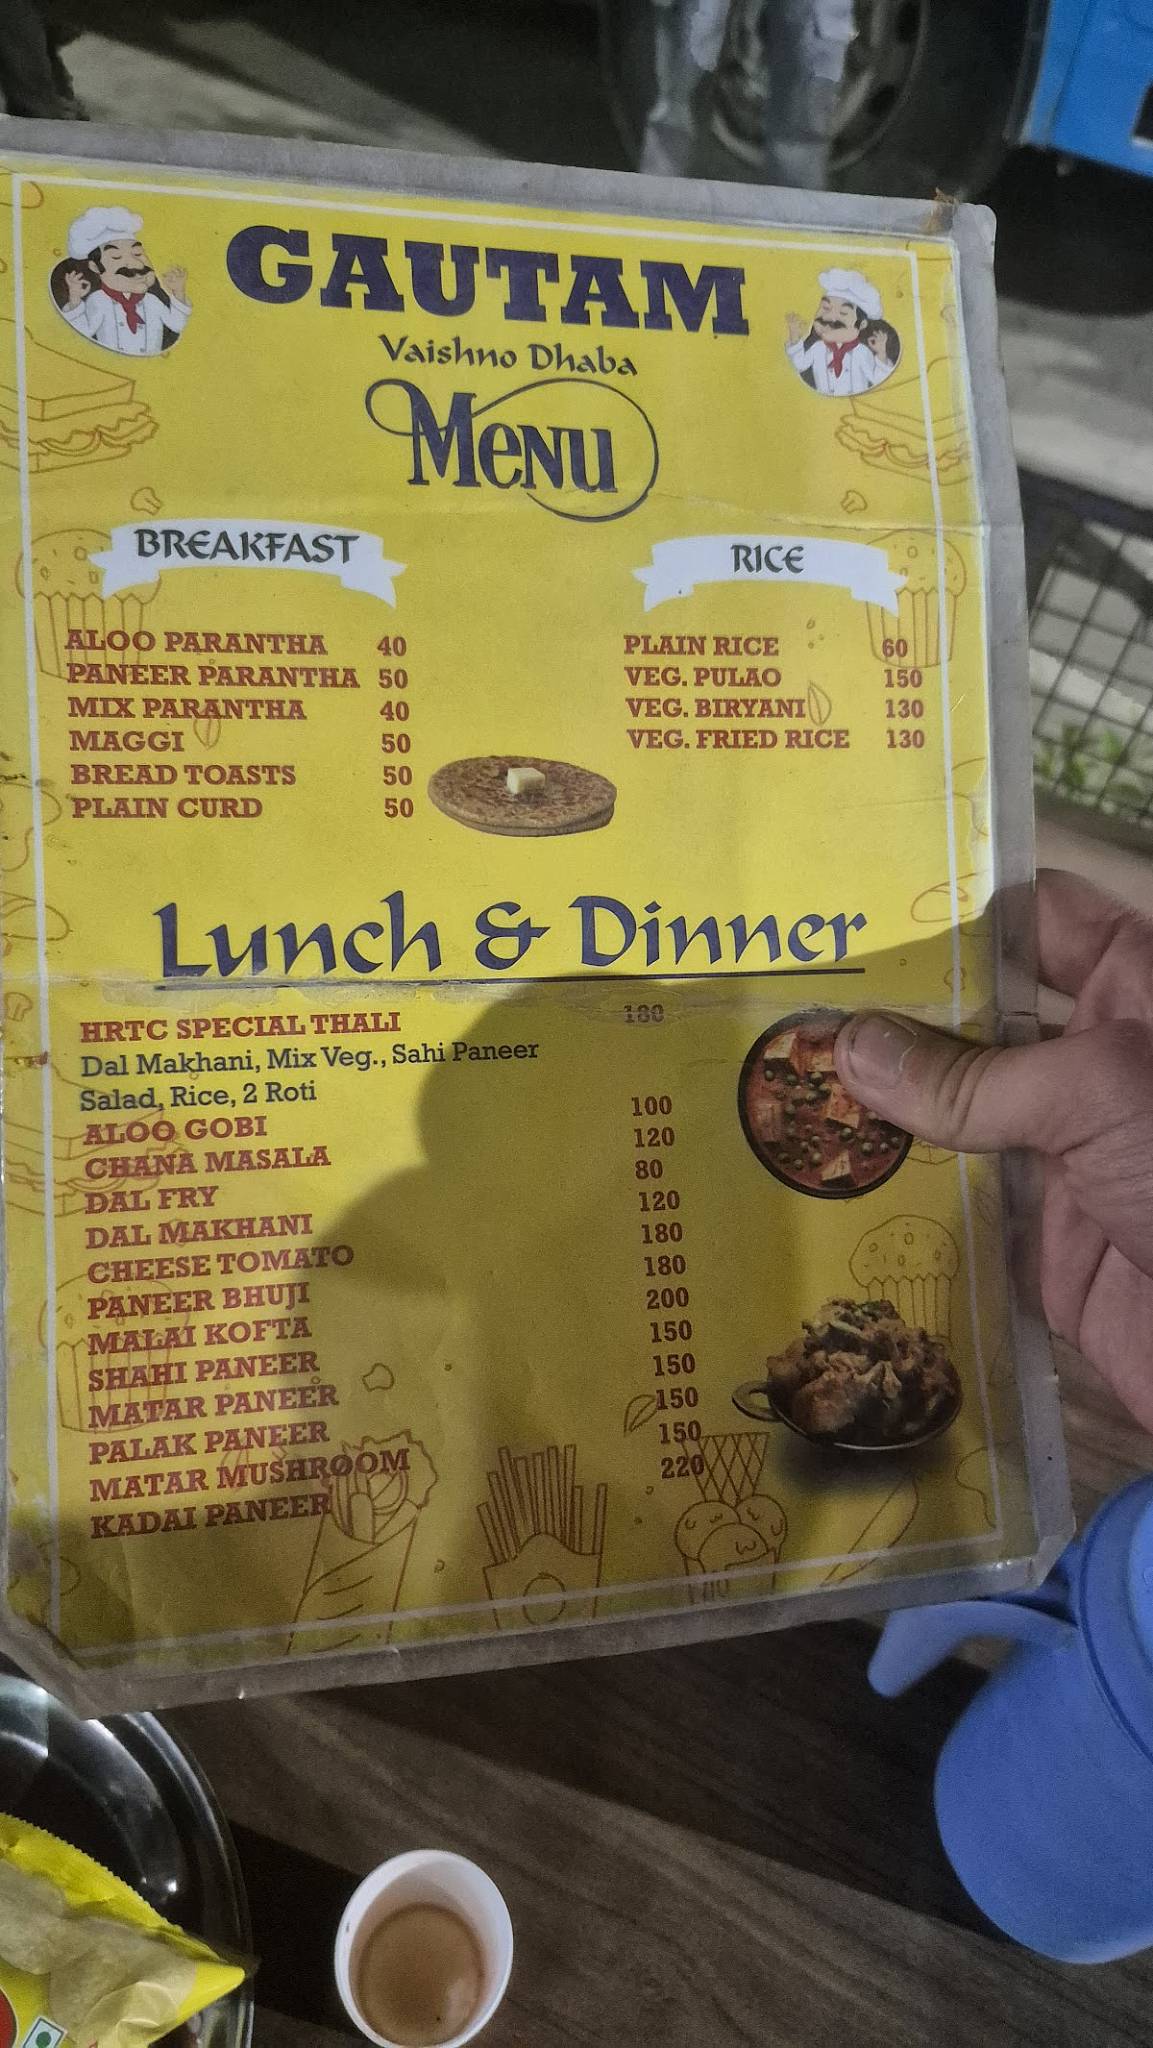 GAUTAM
Vaishno Dhaba
MENU
BREAKFAST
ALOO PARANTHA 40
PANEER PARANTHA 50
MIX PARANTHA 40
MAGGI 50
BREAD TOASTS 50
PLAIN CURD 50
RICE
PLAIN RICE 60
VEG. PULAO 150
VEG. BIRYANI 130
VEG. FRIED RICE 130
Lunch & Dinner
HRTC SPECIAL THALI 180
Dal Makhani, Mix Veg., Sahi Paneer
Salad, Rice, 2 Roti
ALOO GOBI 100
CHANA MASALA 120
DAL FRY 80
DAL MAKHANI 120
CHEESE TOMATO 180
PANEER BHUJI 180
MALAI KOFTA 200
SHAHI PANEER 150
MATAR PANEER 150
PALAK PANEER 150
MATAR MUSHROOM 150
KADAI PANEER 220